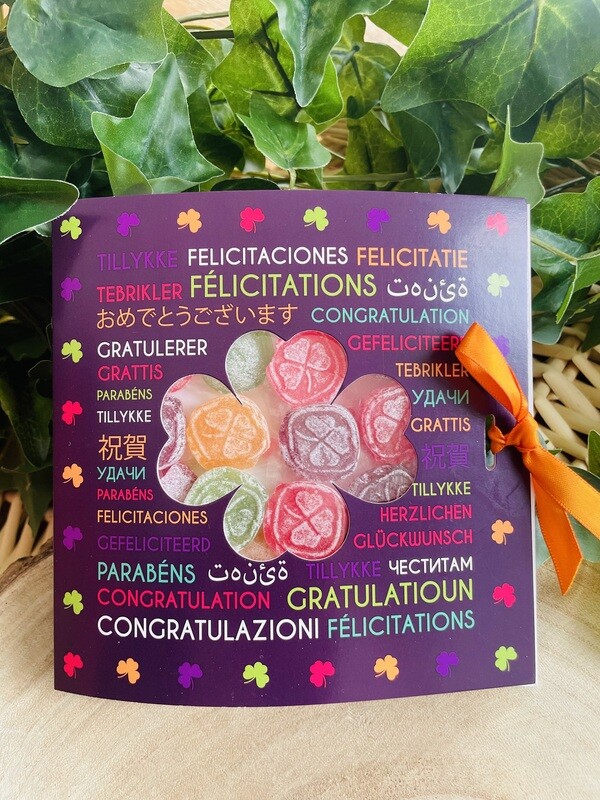 TILLYKKE FELICITACIONES FELICITATIE
TEBRIKLER FÉLICITATIONS ة ئ ن ه ت
おめでとうございます CONGRATULATION
GRATULERER
GRATTIS
PARABÉNS
TILLYKKE
祝賀
УДАЧИ
PARABÉNS
FELICITACIONES
GEFELICITEERD
GEFELICITEERD
TEBRIKLER
УДАЧИ
GRATTIS
祝賀
TILLYKKE
HERZLICHEN
GLÜCKWUNSCH
PARABÉNS ة ئ ن ه ت TILLYKKE ЧЕСТИТАМ
CONGRATULATION GRATULATIOUN
CONGRATULAZIONI FÉLICITATIONS